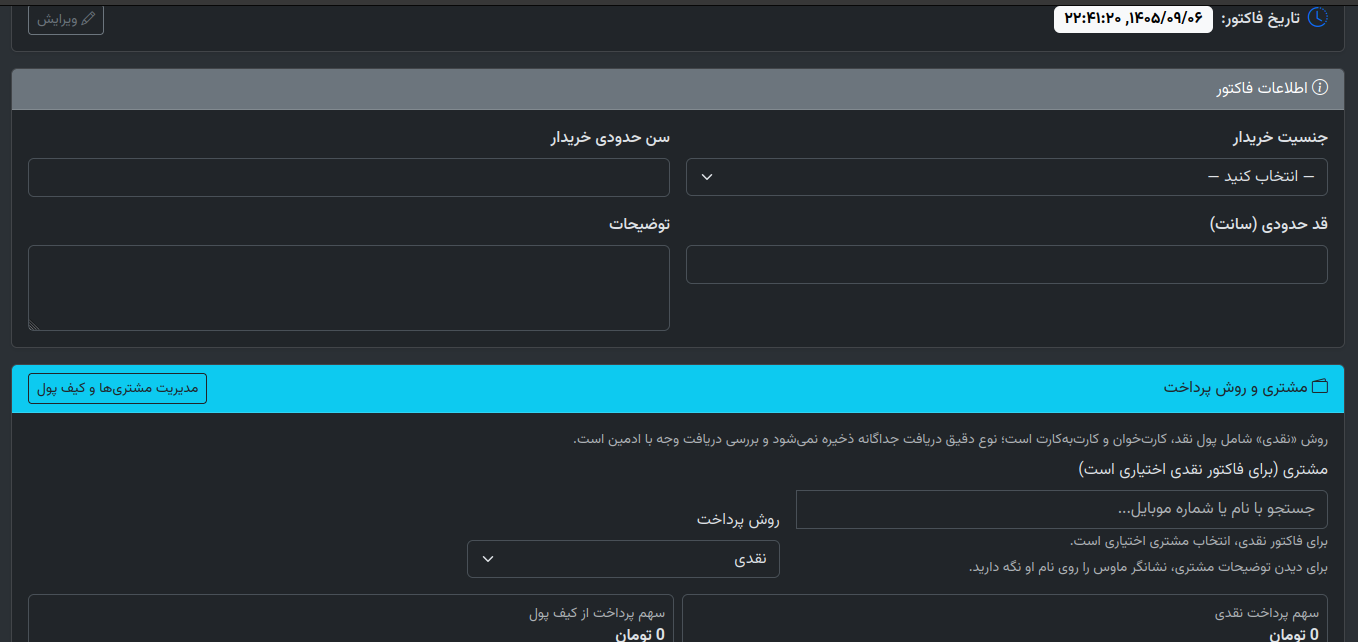 تاریخ فاکتور: ۱۴۰۵/۰۹/۰۶, ۲۲:۴۱:۲۰
ویرایش
اطلاعات فاکتور
جنسیت خریدار
سن حدودی خریدار
— انتخاب کنید —
قد حدودی (سانت)
توضیحات
مشتری و روش پرداخت
مدیریت مشتری‌ها و کیف پول
روش «نقدی» شامل پول نقد، کارت‌خوان و کارت‌به‌کارت است؛ نوع دقیق دریافت جداگانه ذخیره نمی‌شود و بررسی دریافت وجه با ادمین است.
مشتری (برای فاکتور نقدی اختیاری است)
جستجو با نام یا شماره موبایل...
برای فاکتور نقدی، انتخاب مشتری اختیاری است.
برای دیدن توضیحات مشتری، نشانگر ماوس را روی نام او نگه دارید.
روش پرداخت
نقدی
سهم پرداخت نقدی
0 تومان
سهم پرداخت از کیف پول
0 تومان